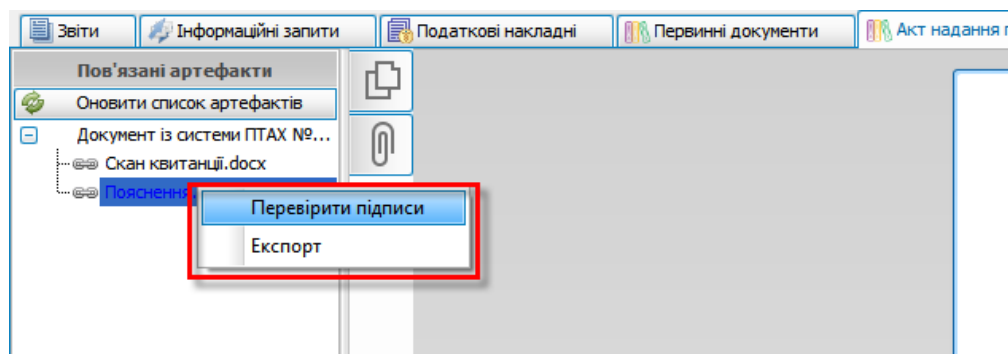 Звіти
Інформаційні запити
Податкові накладні
Первинні документи
Акт надання
Пов'язані артефакти
Оновити список артефактів
Документ із системи ПТАХ №...
Скан квитанції.docx
Пояснення
Перевірити підписи
Експорт